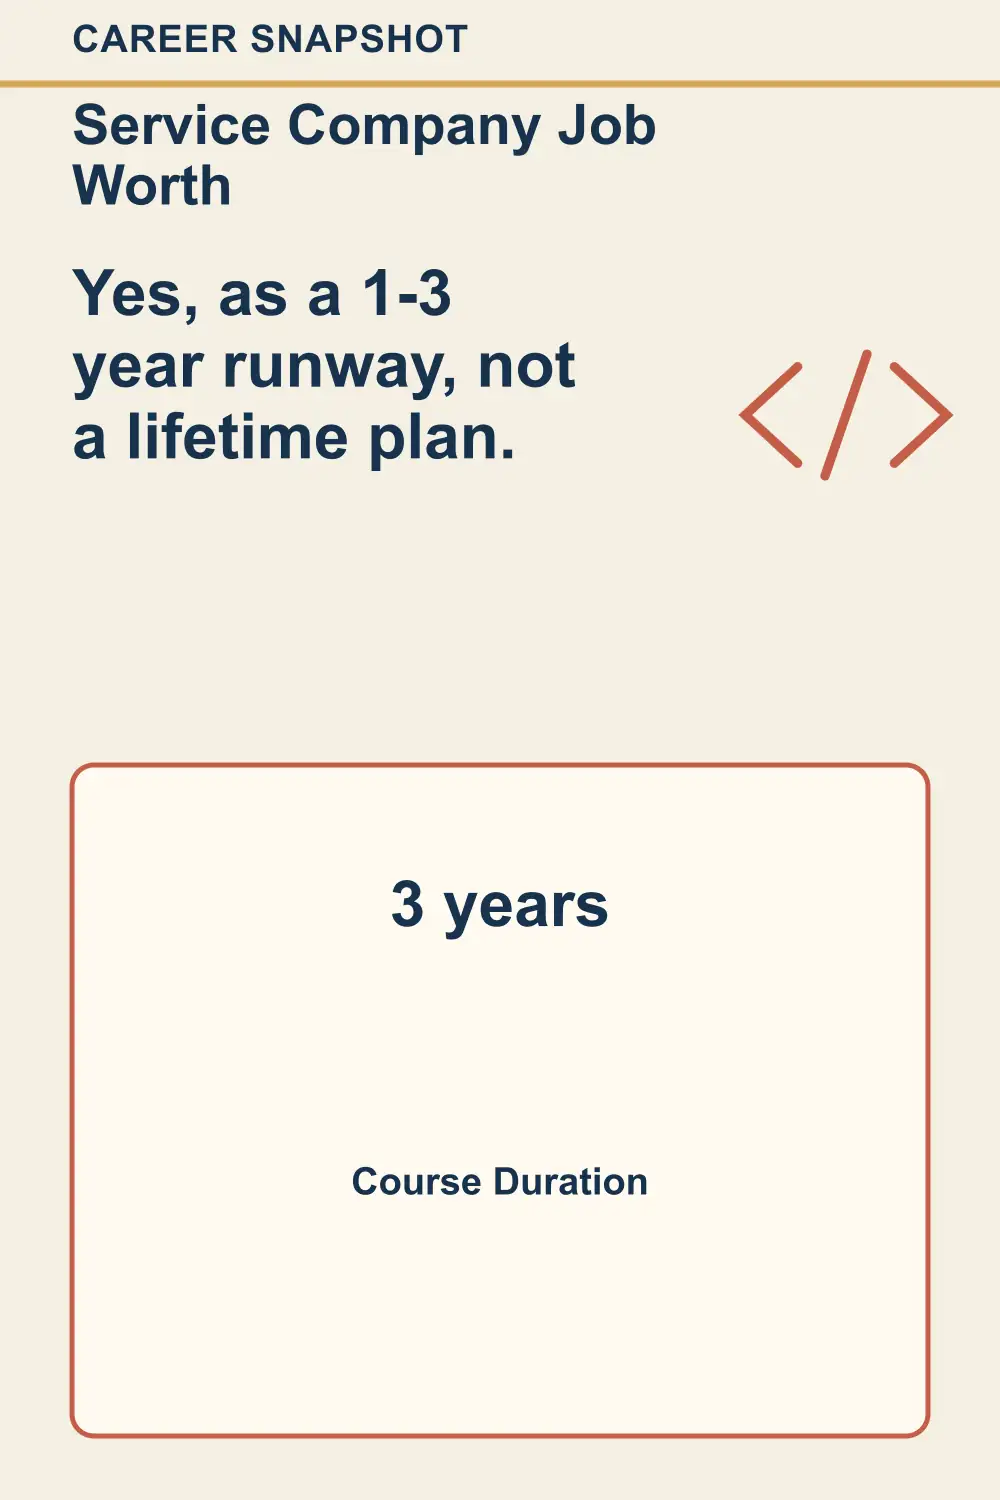 CAREER SNAPSHOT
Service Company Job
Worth
Yes, as a 1-3
year runway, not
a lifetime plan.
</>
3 years
Course Duration